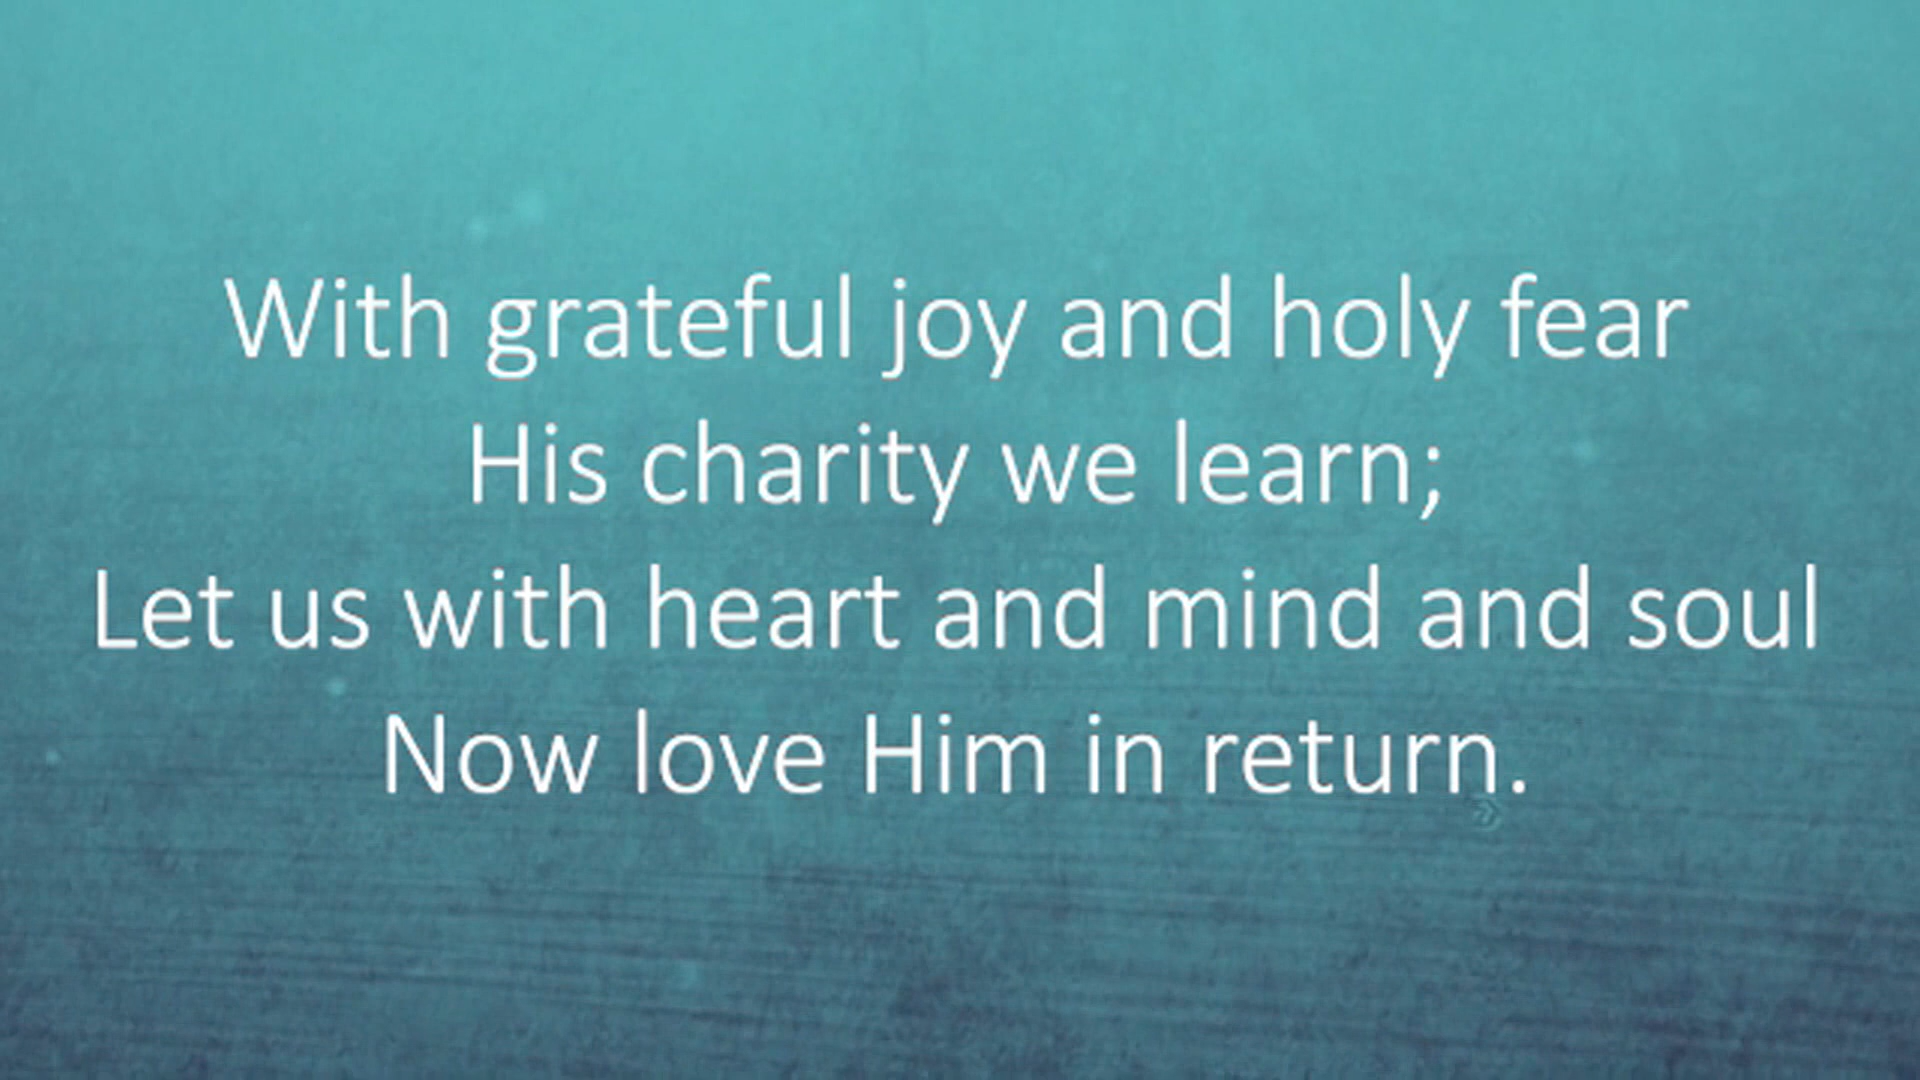 With grateful joy and holy fear
His charity we learn;
Let us with heart and mind and soul
Now love Him in return.